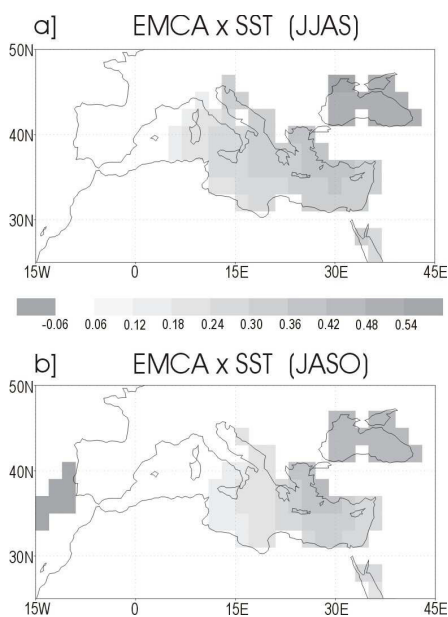 a] EMCA x SST (JJAS)
50N
40N
30N
15W 0 15E 30E 45E
-0.06 0.06 0.12 0.18 0.24 0.30 0.36 0.42 0.48 0.54
b] EMCA x SST (JASO)
50N
40N
30N
15W 0 15E 30E 45E